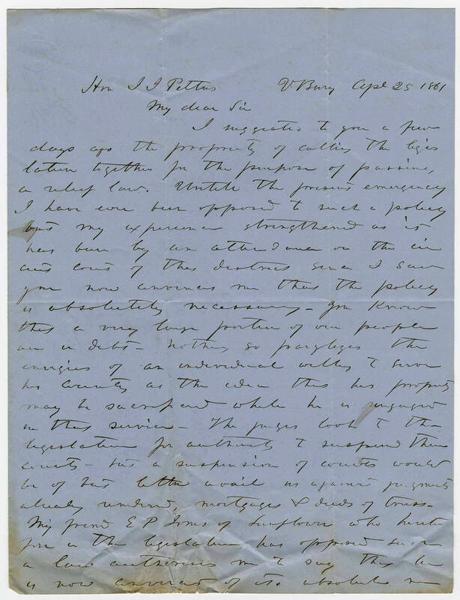 Hon J J Pettus V Burg Apl 25 1861
My dear Sir
I suggested to you a few
days ago the propriety of calling the legis
lature together for the purpose of passing
a relief law. Untill the present emergency
I have ever been opposed to such a policy
but my experience strengthened as it
has been by an attendance on the cir
cuit court of this district since I saw
you now convinces me that the policy
is absolutely necessary - You know
that a very large portion of our people
are in debt - nothing so paralyzes the
energies of an individual willing to serve
his country as the idea that his property
may be sacrificed while he is engaged
in that service - The judges look to the
legislature for authority to suspend their
courts - but a suspension of courts would
be of but little avail as against judgments
already rendered, mortgages & deeds of trust -
My friend E P of who
in the legislature has opposed such
a law authorises me to say that he
is now convinced of its absolute ne